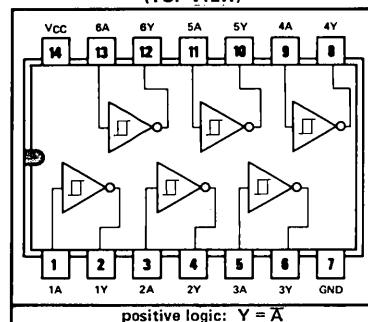 (TOP VIEW)
VCC 6A 6Y 5A 5Y 4A 4Y
14 13 12 11 10 9 8
1 2 3 4 5 6 7
1A 1Y 2A 2Y 3A 3Y GND
positive logic: Y = A̅